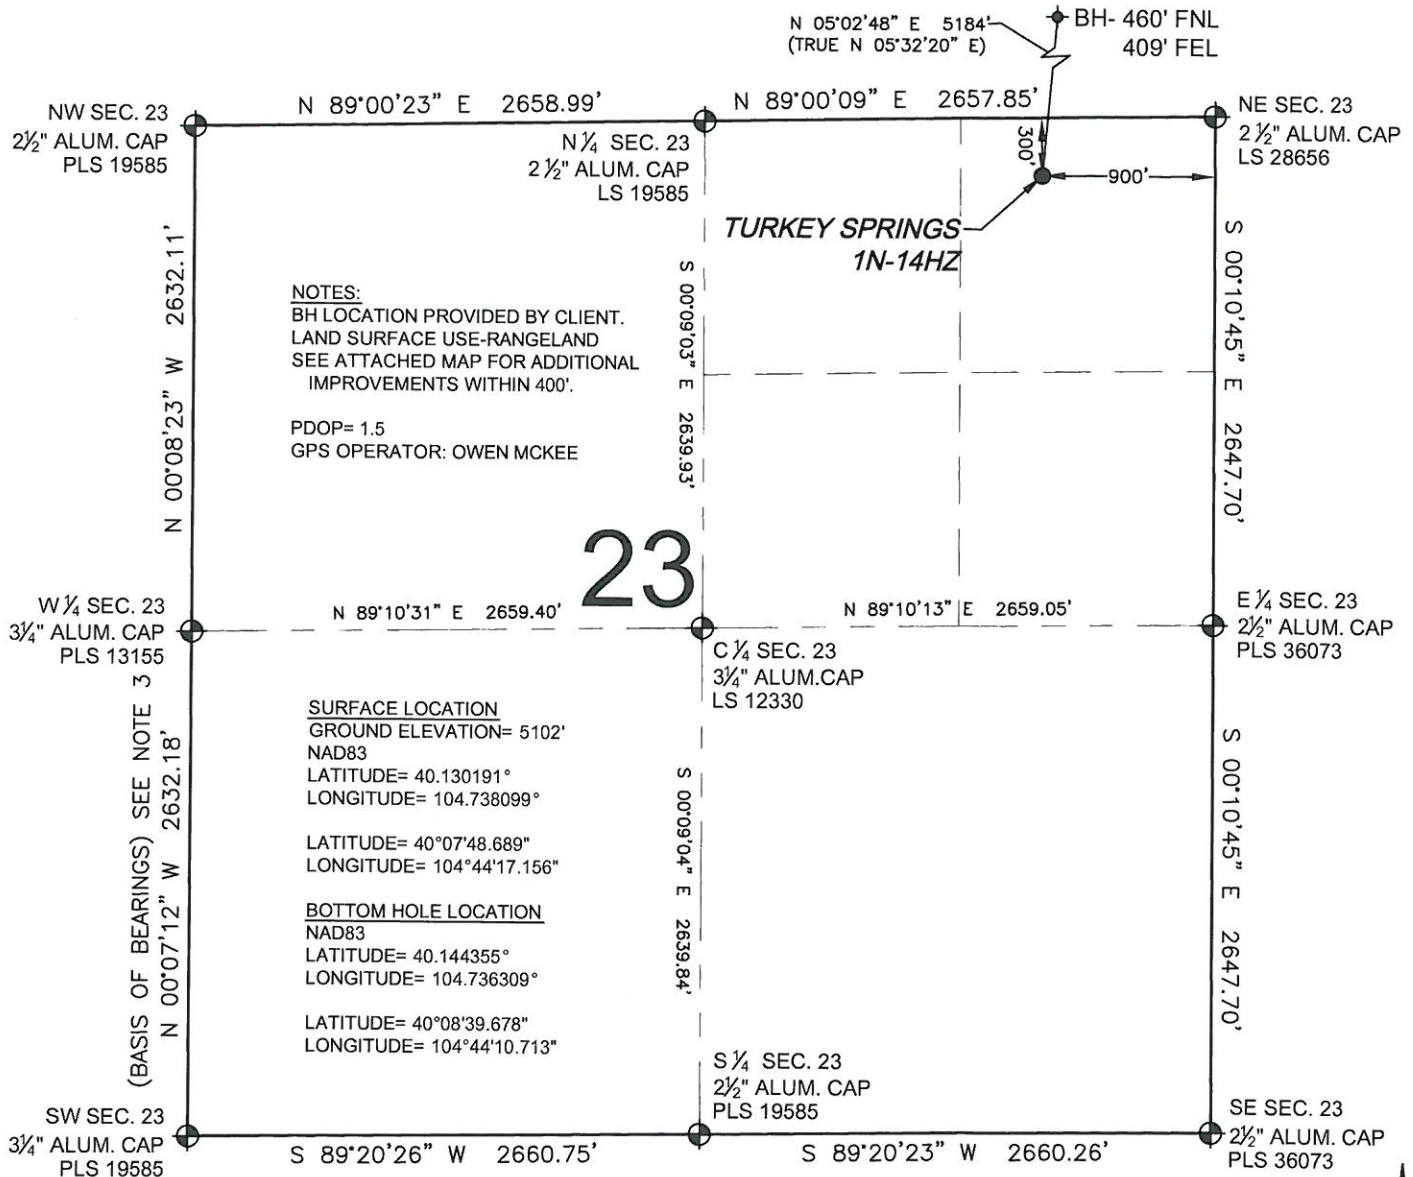 N 05°02'48" E 5184'
(TRUE N 05°32'20" E)
BH- 460' FNL
409' FEL
NW SEC. 23
2½" ALUM. CAP
PLS 19585
N 89°00'23" E 2658.99'
N ¼ SEC. 23
2 ½" ALUM. CAP
LS 19585
N 89°00'09" E 2657.85'
NE SEC. 23
2 ½" ALUM. CAP
LS 28656
300'
900'
TURKEY SPRINGS
1N-14HZ
N 00°08'23" W 2632.11'
NOTES:
BH LOCATION PROVIDED BY CLIENT.
LAND SURFACE USE-RANGELAND
SEE ATTACHED MAP FOR ADDITIONAL
IMPROVEMENTS WITHIN 400'.
PDOP= 1.5
GPS OPERATOR: OWEN MCKEE
S 00°09'03" E 2639.93'
S 00°10'45" E 2647.70'
23
W ¼ SEC. 23
3¼" ALUM. CAP
PLS 13155
N 89°10'31" E 2659.40'
C ¼ SEC. 23
3¼" ALUM.CAP
LS 12330
N 89°10'13" E 2659.05'
E ¼ SEC. 23
2½" ALUM. CAP
PLS 36073
(BASIS OF BEARINGS) SEE NOTE 3
N 00°07'12" W 2632.18'
SURFACE LOCATION
GROUND ELEVATION= 5102'
NAD83
LATITUDE= 40.130191°
LONGITUDE= 104.738099°
LATITUDE= 40°07'48.689"
LONGITUDE= 104°44'17.156"
BOTTOM HOLE LOCATION
NAD83
LATITUDE= 40.144355°
LONGITUDE= 104.736309°
LATITUDE= 40°08'39.678"
LONGITUDE= 104°44'10.713"
S 00°09'04" E 2639.84'
S 00°10'45" E 2647.70'
SW SEC. 23
3¼" ALUM. CAP
PLS 19585
S 89°20'26" W 2660.75'
S ¼ SEC. 23
2½" ALUM. CAP
PLS 19585
S 89°20'23" W 2660.26'
SE SEC. 23
2½" ALUM. CAP
PLS 36073